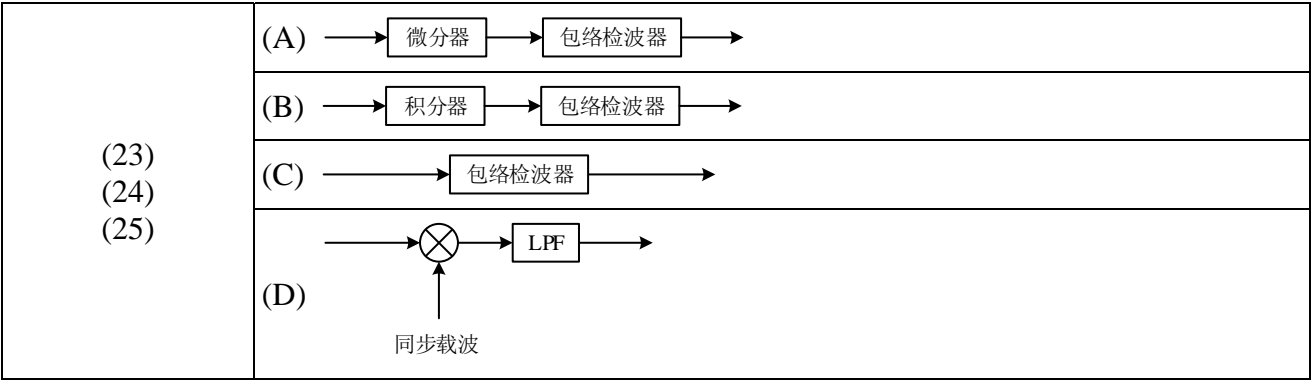 (23)
(24)
(25)
(A) 微分器 包络检波器
(B) 积分器 包络检波器
(C) 包络检波器
(D) LPF
同步载波